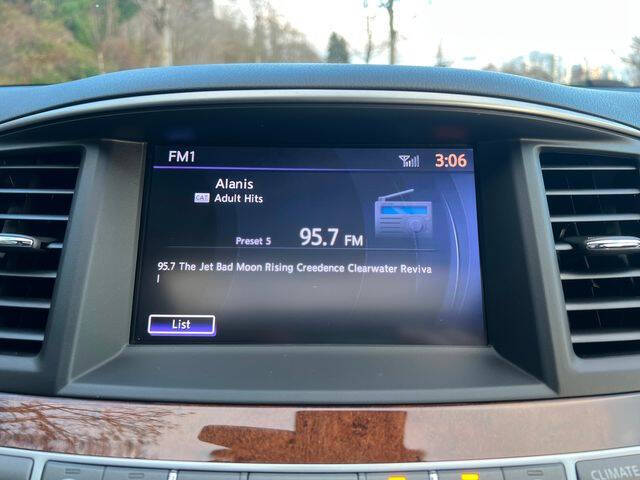 FM1 3:06
Alanis
CAT Adult Hits
Preset 5 95.7 FM
95.7 The Jet Bad Moon Rising Creedence Clearwater Reviva
l
List
CLIMATE